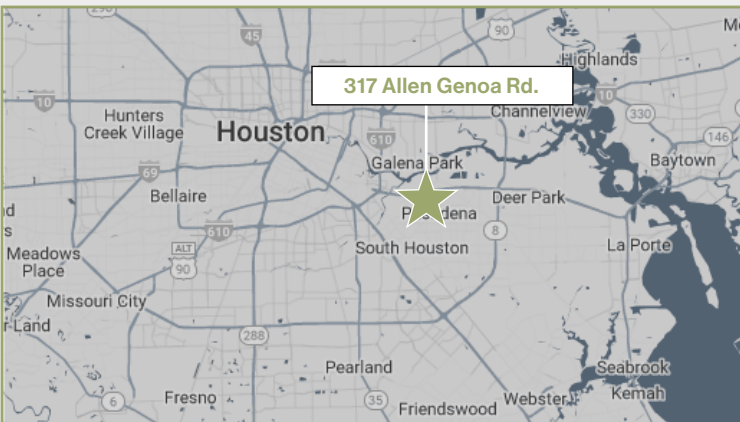 290
45
90
Highlands
317 Allen Genoa Rd.
10
10
Hunters
Creek Village
Houston
Channelview
330
610
146
Galena Park
Baytown
69
Bellaire
Deer Park
610
8
South Houston
La Porte
ALT
90
Meadows
Place
Missouri City
288
Pearland
Seabrook
6
Fresno
35
Friendswood
Webster
Kemah